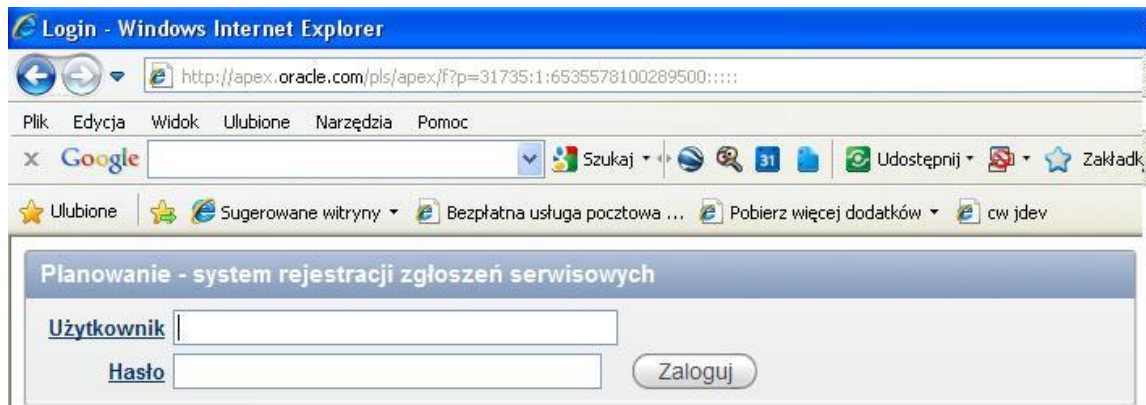 Login - Windows Internet Explorer
http://apex.oracle.com/pls/apex/f?p=31735:1:6535578100289500:::::
Plik Edycja Widok Ulubione Narzędzia Pomoc
x Google Szukaj 31 Udostępnij Zakładk
Ulubione Sugerowane witryny Bezpłatna usługa pocztowa ... Pobierz więcej dodatków cw jdev
Planowanie - system rejestracji zgłoszeń serwisowych
Użytkownik
Hasło Zaloguj